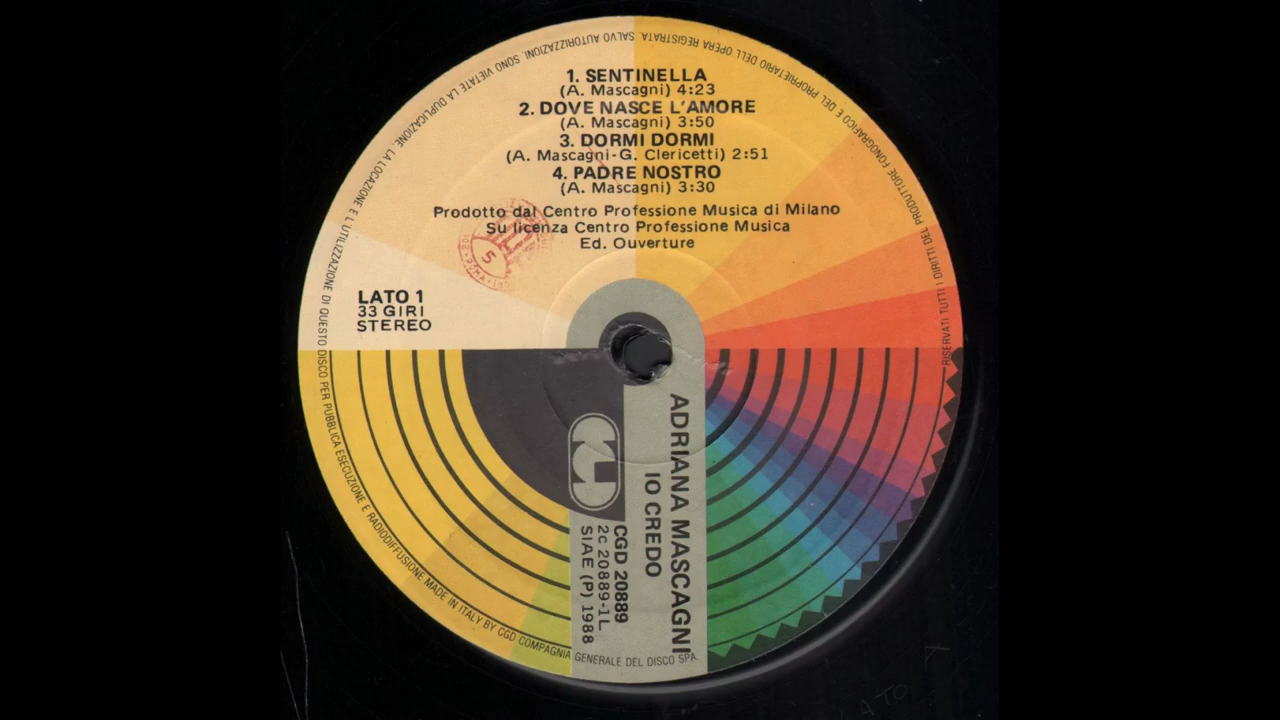 1. SENTINELLA
(A. Mascagni) 4:23
2. DOVE NASCE L'AMORE
(A. Mascagni) 3:50
3. DORMI DORMI
(A. Mascagni-G. Clericetti) 2:51
4. PADRE NOSTRO
(A. Mascagni) 3:30
Prodotto dal Centro Professione Musica di Milano
Su licenza Centro Professione Musica
Ed. Ouverture
LATO 1
33 GIRI
STEREO
ADRIANA MASCAGNI
IO CREDO
CGD 20889
2c 20889-1L
SIAE (P) 1988
RISERVATI TUTTI I DIRITTI DEL PRODUTTORE FONOGRAFICO E DEL PROPRIETARIO DELL'OPERA REGISTRATA. SALVO AUTORIZZAZIONI, SONO VIETATE LA DUPLICAZIONE, LA LOCAZIONE E L'UTILIZZAZIONE DI QUESTO DISCO PER PUBBLICA ESECUZIONE E RADIODIFFUSIONE MADE IN ITALY BY CGD COMPAGNIA GENERALE DEL DISCO SPA.